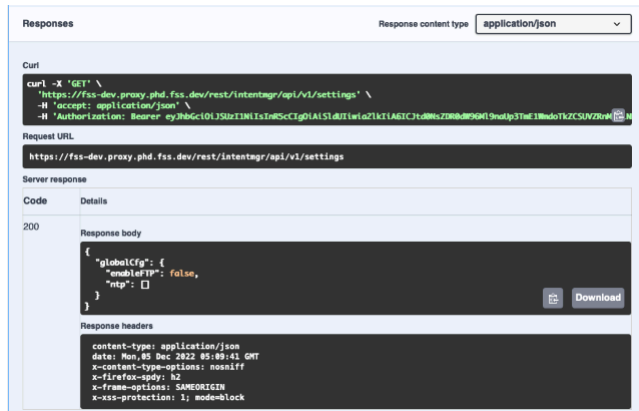 Responses
Response content type
application/json
Curl
curl -X 'GET' \
'https://fss-dev.proxy.phd.fss.dev/rest/intentmgr/api/v1/settings' \
-H 'accept: application/json' \
-H 'Authorization: Bearer
Request URL
https://fss-dev.proxy.phd.fss.dev/rest/intentmgr/api/v1/settings
Server response
Code
Details
200
Response body
{
"globalCfg": {
"enableFTP": false,
"ntp": []
}
}
Download
Response headers
content-type: application/json
date: Mon,05 Dec 2022 05:09:41 GMT
x-content-type-options: nosniff
x-firefox-spdy: h2
x-frame-options: SAMEORIGIN
x-xss-protection: 1; mode=block